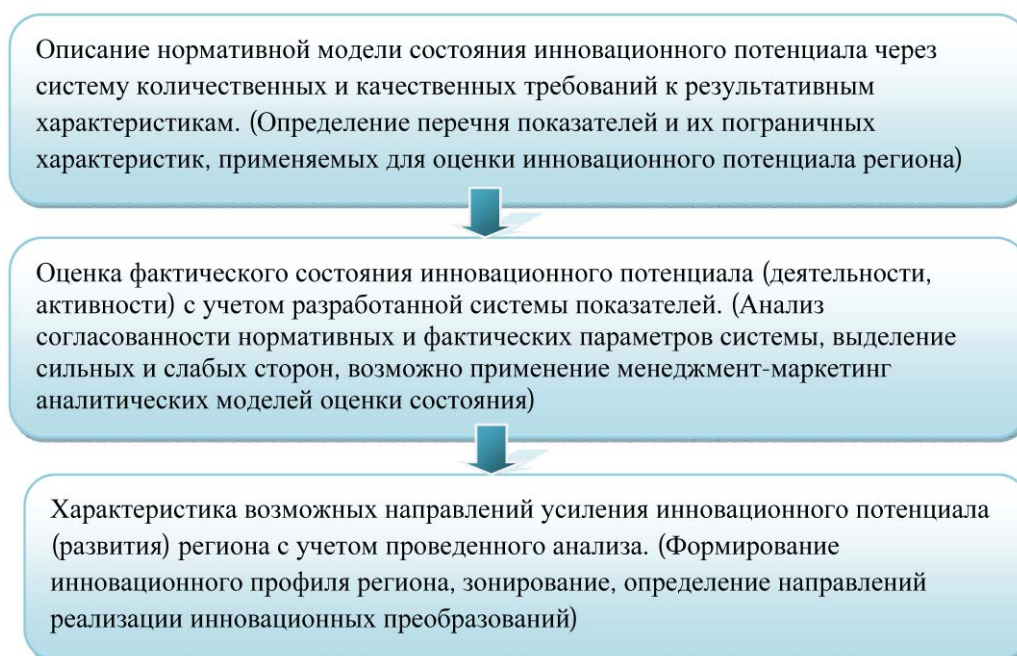 Описание нормативной модели состояния инновационного потенциала через
систему количественных и качественных требований к результативным
характеристикам. (Определение перечня показателей и их пограничных
характеристик, применяемых для оценки инновационного потенциала региона)
Оценка фактического состояния инновационного потенциала (деятельности,
активности) с учетом разработанной системы показателей. (Анализ
согласованности нормативных и фактических параметров системы, выделение
сильных и слабых сторон, возможно применение менеджмент-маркетинг
аналитических моделей оценки состояния)
Характеристика возможных направлений усиления инновационного потенциала
(развития) региона с учетом проведенного анализа. (Формирование
инновационного профиля региона, зонирование, определение направлений
реализации инновационных преобразований)